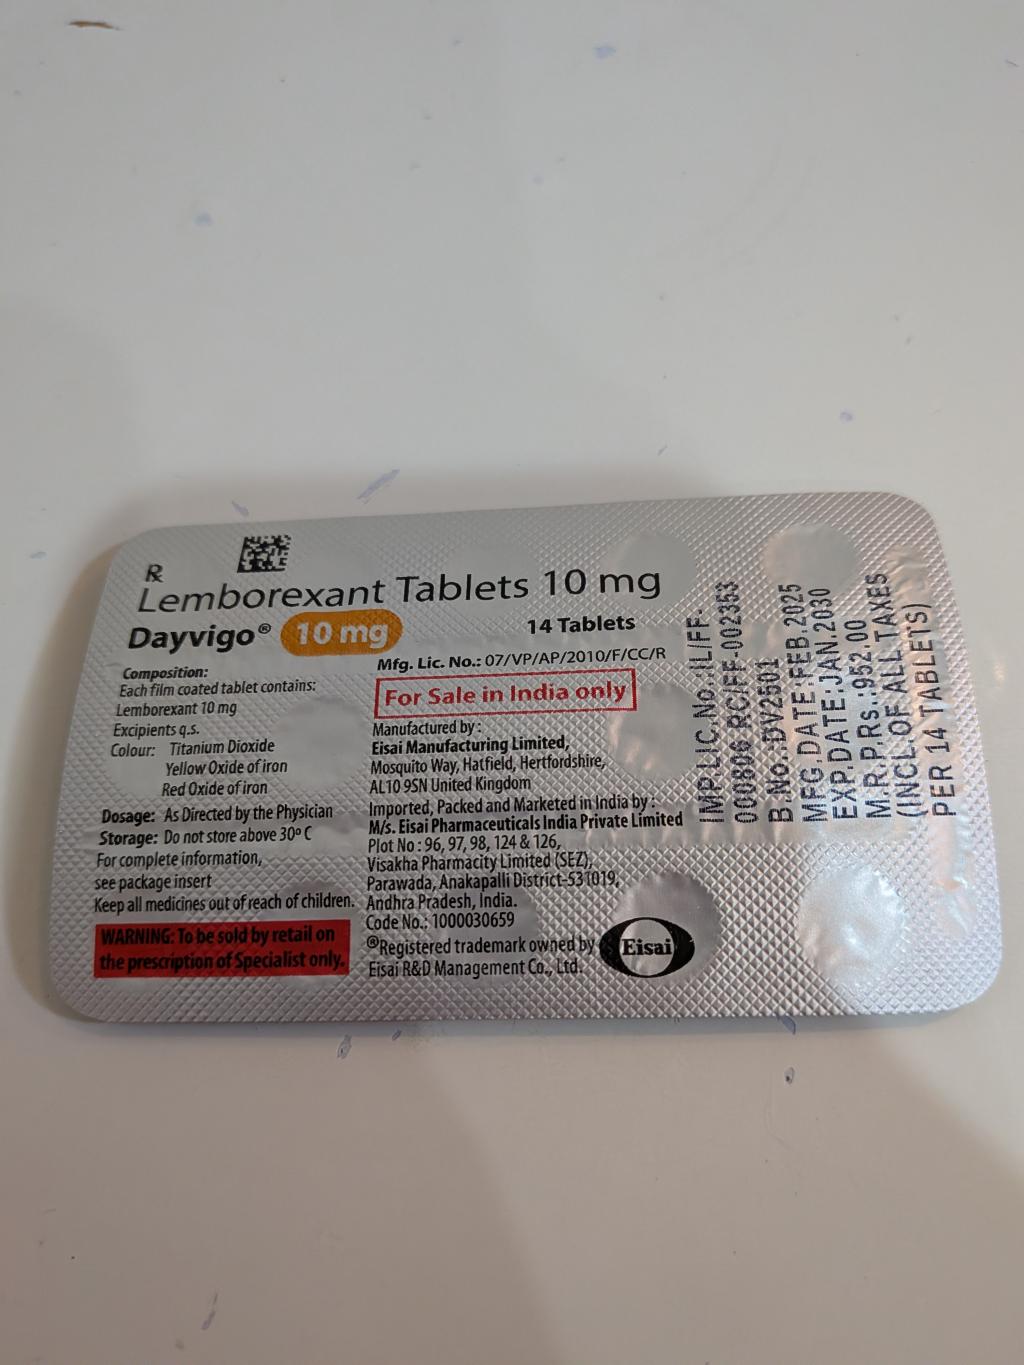 Rx
Lemborexant Tablets 10 mg
Dayvigo® 10 mg
14 Tablets
Composition:
Each film coated tablet contains:
Lemborexant 10 mg
Excipients q.s.
Colour: Titanium Dioxide
Yellow Oxide of iron
Red Oxide of iron
Dosage: As Directed by the Physician
Storage: Do not store above 30º C
For complete information,
see package insert
Keep all medicines out of reach of children.
WARNING: To be sold by retail on
the prescription of Specialist only.
Mfg. Lic. No.: 07/VP/AP/2010/F/CC/R
For Sale in India only
Manufactured by :
Eisai Manufacturing Limited,
Mosquito Way, Hatfield, Hertfordshire,
AL10 9SN United Kingdom
Imported, Packed and Marketed in India by :
M/s. Eisai Pharmaceuticals India Private Limited
Plot No : 96, 97, 98, 124 & 126,
Visakha Pharmacity Limited (SEZ),
Parawada, Anakapalli District-531019,
Andhra Pradesh, India.
Code No.: 1000030659
®Registered trademark owned by
Eisai R&D Management Co., Ltd.
Eisai
IMP.LIC.No.:IL/FF-
000806 RC/FF-002353
B.No.:DV2501
MFG.DATE:FEB.2025
EXP.DATE:JAN.2030
M.R.P.Rs.:952.00
(INCL.OF ALL TAXES
PER 14 TABLETS)